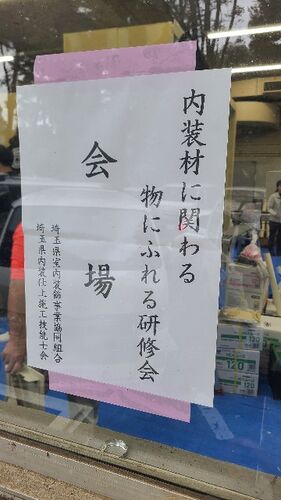 内装材に関わる
物にふれる研修会
会場
埼玉県室内装飾事業協同組合
埼玉県内装仕上施工技能士会
120
120